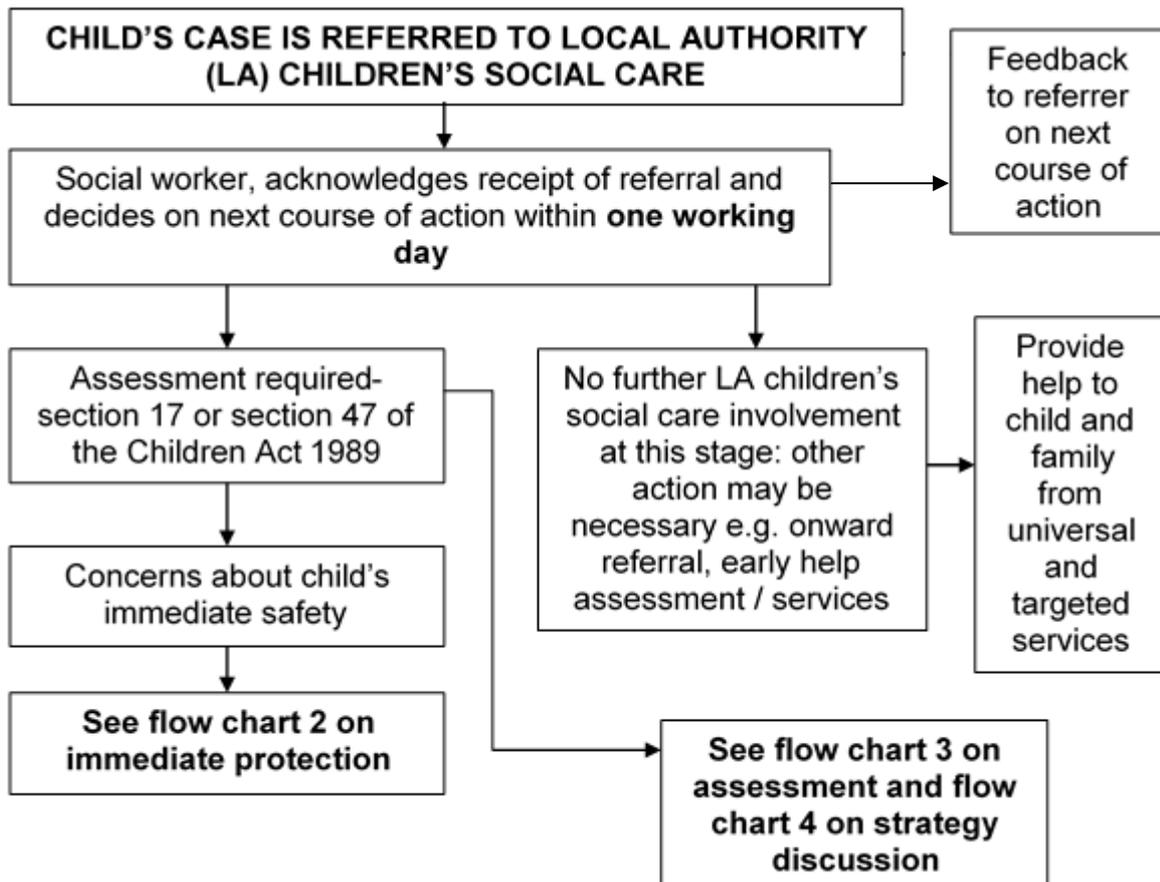 CHILD'S CASE IS REFERRED TO LOCAL AUTHORITY
(LA) CHILDREN'S SOCIAL CARE
Feedback
to referrer
on next
course of
action
Social worker, acknowledges receipt of referral and
decides on next course of action within one working
day
Assessment required-
section 17 or section 47 of
the Children Act 1989
No further LA children's
social care involvement
at this stage: other
action may be
necessary e.g. onward
referral, early help
assessment / services
Provide
help to
child and
family
from
universal
and
targeted
services
Concerns about child's
immediate safety
See flow chart 2 on
immediate protection
See flow chart 3 on
assessment and flow
chart 4 on strategy
discussion